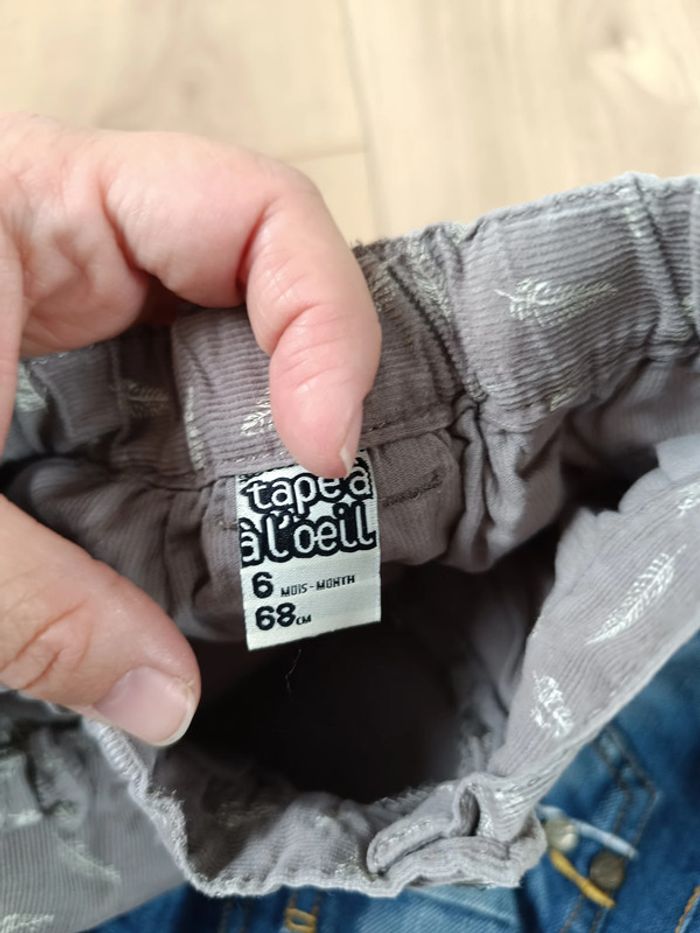 tape à
à l'oeil
6 MOIS-MONTH
68CM